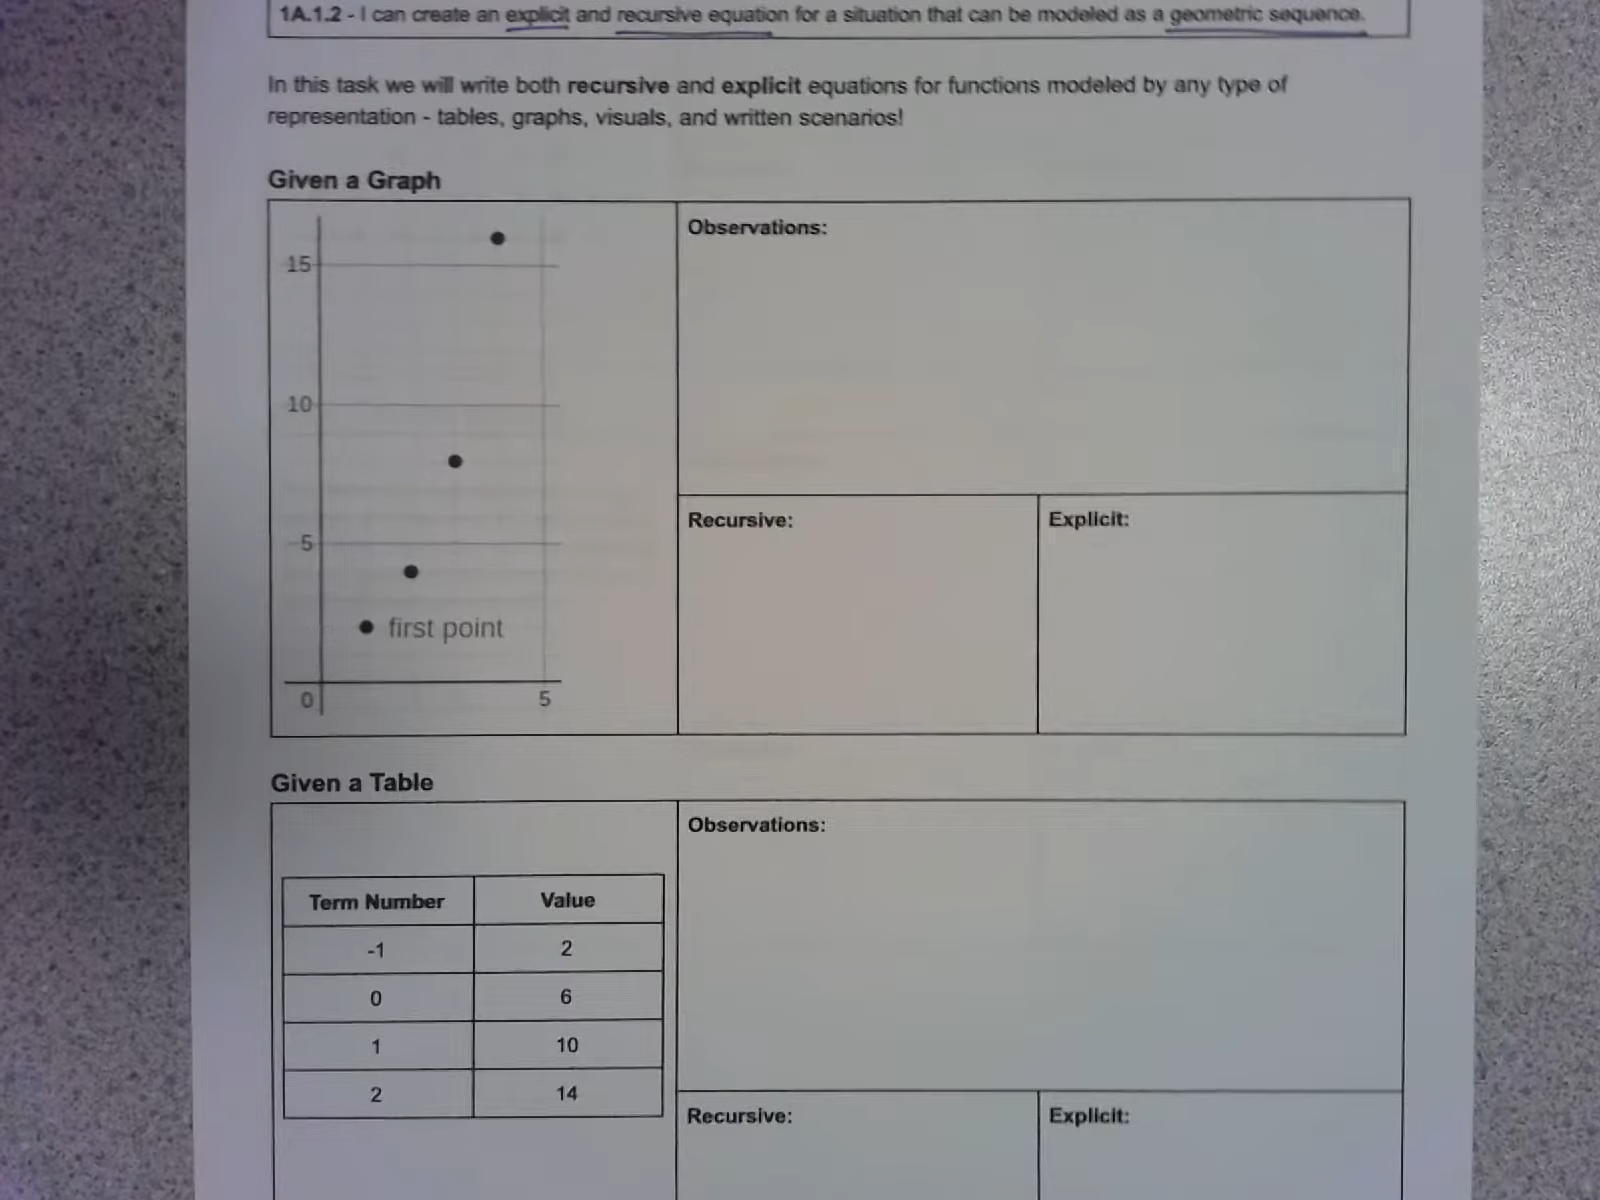 1A.1.2 - I can create an explicit and recursive equation for a situation that can be modeled as a geometric sequence.
In this task we will write both recursive and explicit equations for functions modeled by any type of
representation - tables, graphs, visuals, and written scenarios!
Given a Graph
15
10
5
first point
0
5
Observations:
Recursive:
Explicit:
Given a Table
Term Number Value
-1 2
0 6
1 10
2 14
Observations:
Recursive:
Explicit: